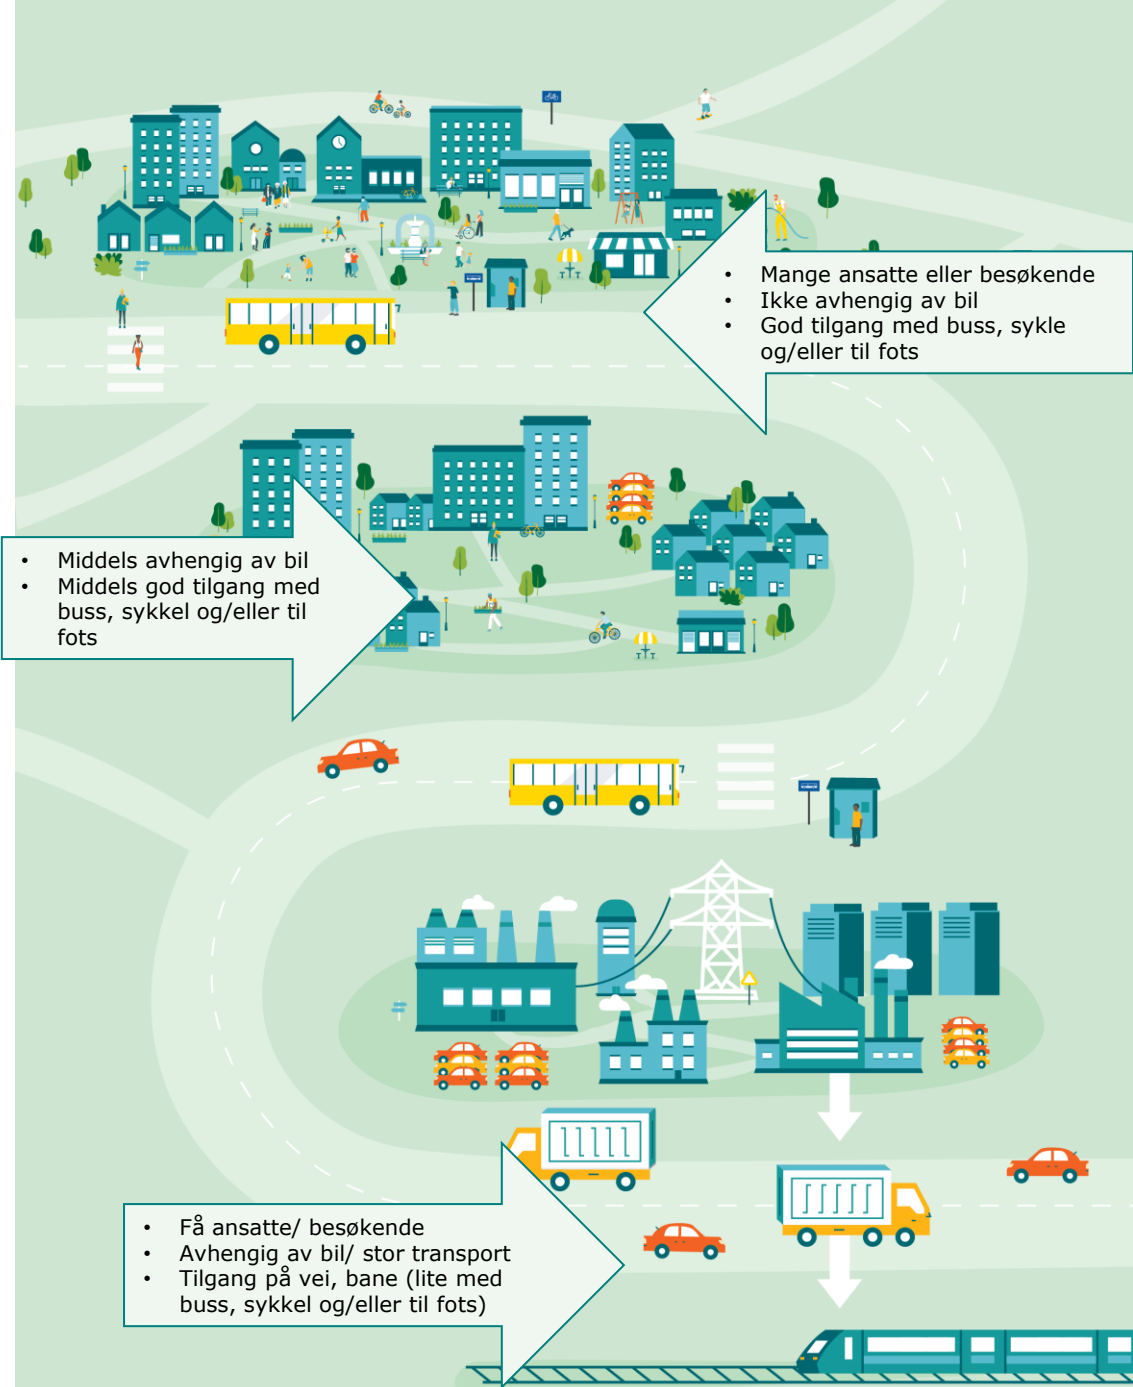 • Mange ansatte eller besøkende
• Ikke avhengig av bil
• God tilgang med buss, sykle
og/eller til fots
• Middels avhengig av bil
• Middels god tilgang med
buss, sykkel og/eller til
fots
• Få ansatte/ besøkende
• Avhengig av bil/ stor transport
• Tilgang på vei, bane (lite med
buss, sykkel og/eller til fots)